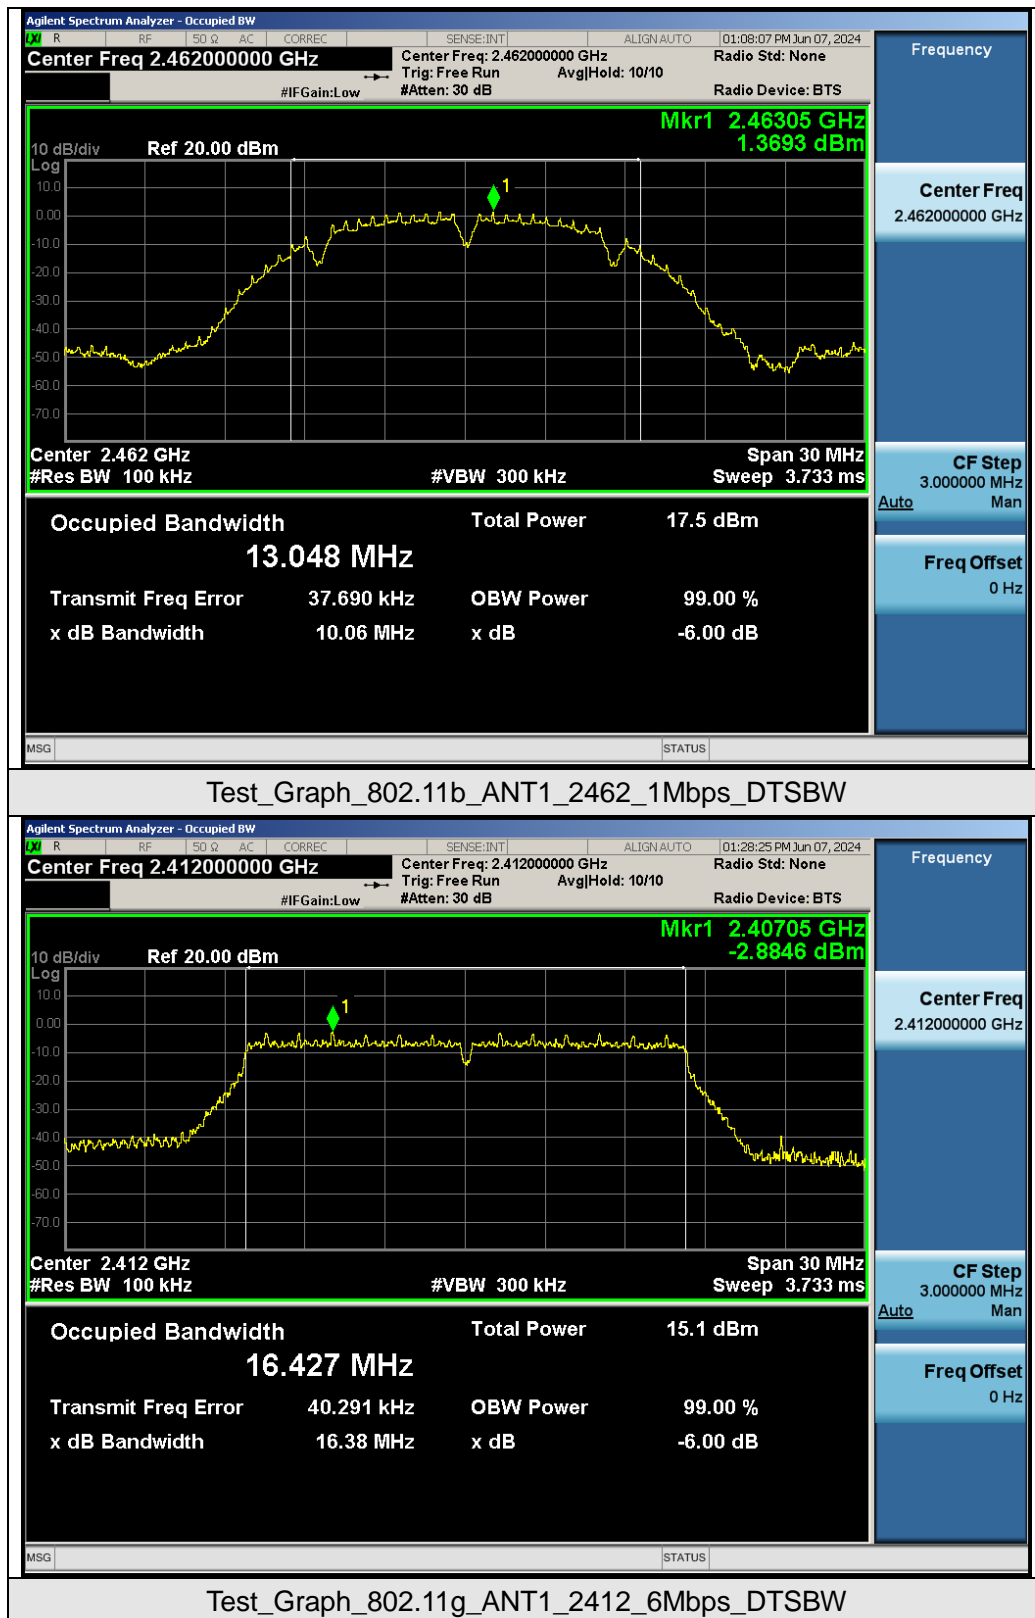 Agilent Spectrum Analyzer - Occupied BW
LXI R RF 50 Ω AC CORREC SENSE:INT ALIGN AUTO 01:08:07 PM Jun 07, 2024
Center Freq 2.462000000 GHz
Center Freq: 2.462000000 GHz Radio Std: None
Trig: Free Run Avg|Hold: 10/10
#IFGain:Low #Atten: 30 dB Radio Device: BTS
Mkr1 2.46305 GHz
1.3693 dBm
10 dB/div Ref 20.00 dBm
Log
10.0
0.00
-10.0
-20.0
-30.0
-40.0
-50.0
-60.0
-70.0
1
Center 2.462 GHz Span 30 MHz
#Res BW 100 kHz #VBW 300 kHz Sweep 3.733 ms
Occupied Bandwidth Total Power 17.5 dBm
13.048 MHz
Transmit Freq Error 37.690 kHz OBW Power 99.00 %
x dB Bandwidth 10.06 MHz x dB -6.00 dB
MSG STATUS
Frequency
Center Freq
2.462000000 GHz
CF Step
3.000000 MHz
Auto Man
Freq Offset
0 Hz
Test_Graph_802.11b_ANT1_2462_1Mbps_DTSBW
Agilent Spectrum Analyzer - Occupied BW
LXI R RF 50 Ω AC CORREC SENSE:INT ALIGN AUTO 01:28:25 PM Jun 07, 2024
Center Freq 2.412000000 GHz
Center Freq: 2.412000000 GHz Radio Std: None
Trig: Free Run Avg|Hold: 10/10
#IFGain:Low #Atten: 30 dB Radio Device: BTS
Mkr1 2.40705 GHz
-2.8846 dBm
10 dB/div Ref 20.00 dBm
Log
10.0
0.00
-10.0
-20.0
-30.0
-40.0
-50.0
-60.0
-70.0
1
Center 2.412 GHz Span 30 MHz
#Res BW 100 kHz #VBW 300 kHz Sweep 3.733 ms
Occupied Bandwidth Total Power 15.1 dBm
16.427 MHz
Transmit Freq Error 40.291 kHz OBW Power 99.00 %
x dB Bandwidth 16.38 MHz x dB -6.00 dB
MSG STATUS
Frequency
Center Freq
2.412000000 GHz
CF Step
3.000000 MHz
Auto Man
Freq Offset
0 Hz
Test_Graph_802.11g_ANT1_2412_6Mbps_DTSBW